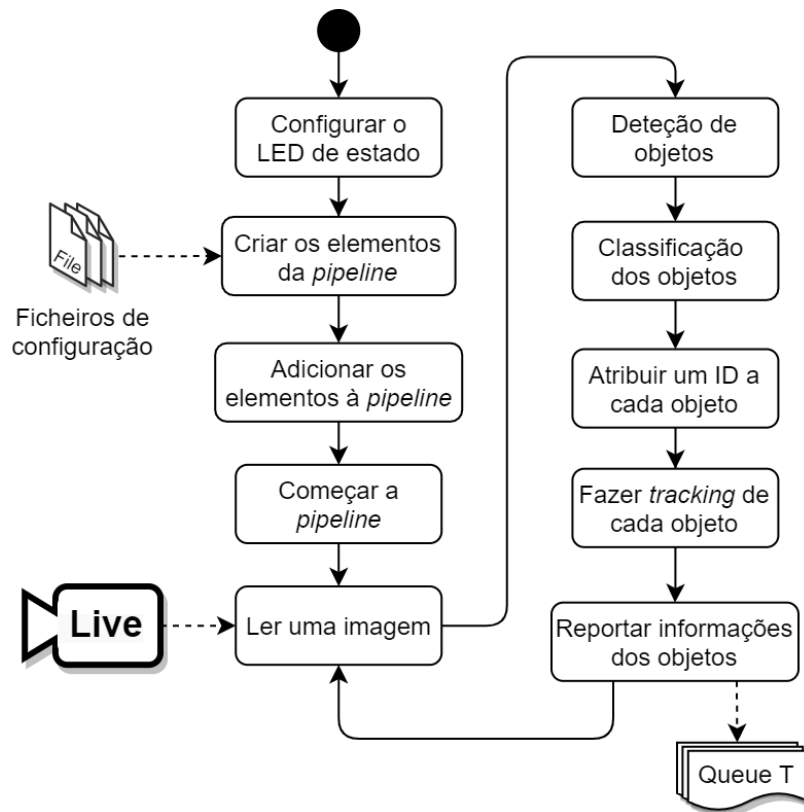 Configurar o
LED de estado
File
Ficheiros de
configuração
Criar os elementos
da pipeline
Adicionar os
elementos à pipeline
Começar a
pipeline
Live
Ler uma imagem
Deteção de
objetos
Classificação
dos objetos
Atribuir um ID a
cada objeto
Fazer tracking de
cada objeto
Reportar informações
dos objetos
Queue T